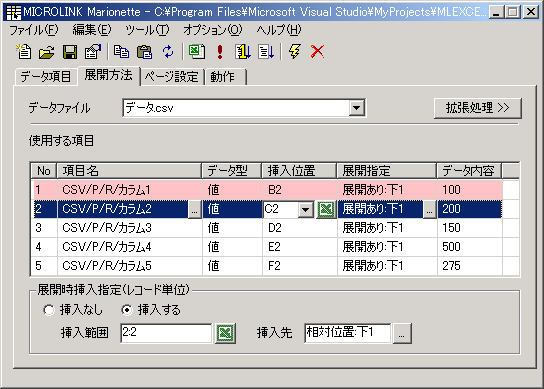 MICROLINK Marionette - C:¥Program Files¥Microsoft Visual Studio¥MyProjects¥MLEXCE...
ファイル(F) 編集(E) ツール(T) オプション(O) ヘルプ(H)
データ項目 展開方法 ページ設定 動作
データファイル データ.csv 拡張処理 >>
使用する項目
No 項目名 データ型 挿入位置 展開指定 データ内容
1 CSV/P/R/カラム1 値 B2 展開あり:下1 100
2 CSV/P/R/カラム2 ... 値 C2 展開あり:下1 ... 200
3 CSV/P/R/カラム3 値 D2 展開あり:下1 150
4 CSV/P/R/カラム4 値 E2 展開あり:下1 500
5 CSV/P/R/カラム5 値 F2 展開あり:下1 275
展開時挿入指定(レコード単位)
挿入なし 挿入する
挿入範囲 2:2 挿入先 相対位置:下1 ...